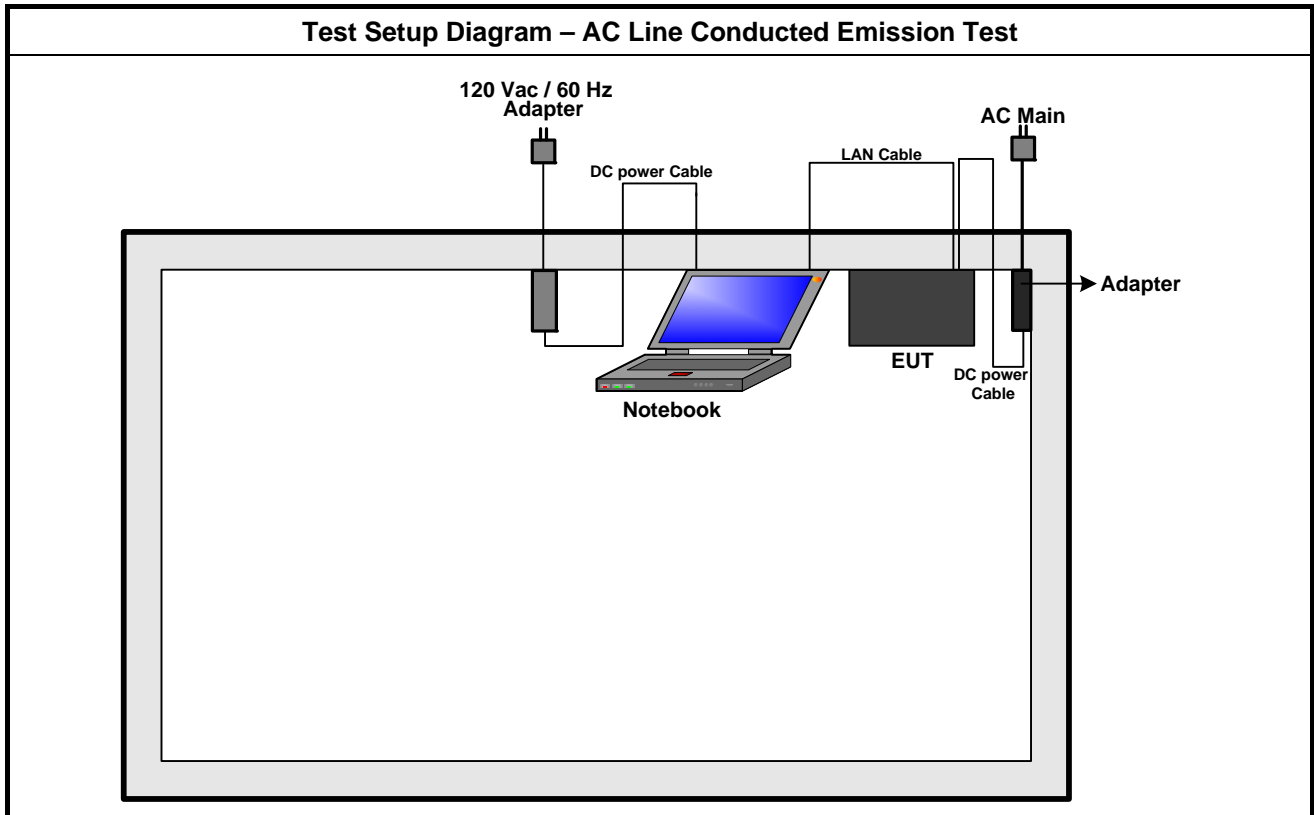 Test Setup Diagram – AC Line Conducted Emission Test
120 Vac / 60 Hz
Adapter
AC Main
LAN Cable
DC power Cable
Adapter
EUT
DC power
Cable
Notebook